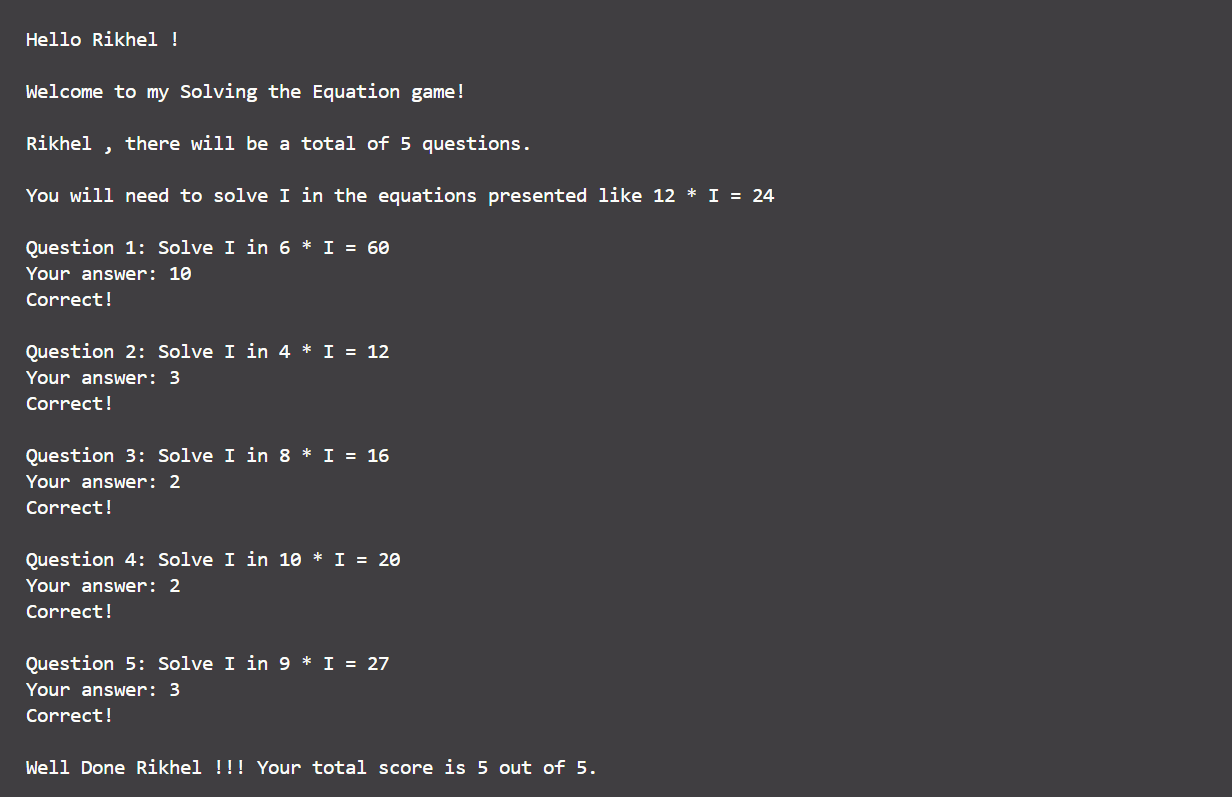 Hello Rikhel !
Welcome to my Solving the Equation game!
Rikhel , there will be a total of 5 questions.
You will need to solve I in the equations presented like 12 * I = 24
Question 1: Solve I in 6 * I = 60
Your answer: 10
Correct!
Question 2: Solve I in 4 * I = 12
Your answer: 3
Correct!
Question 3: Solve I in 8 * I = 16
Your answer: 2
Correct!
Question 4: Solve I in 10 * I = 20
Your answer: 2
Correct!
Question 5: Solve I in 9 * I = 27
Your answer: 3
Correct!
Well Done Rikhel !!! Your total score is 5 out of 5.